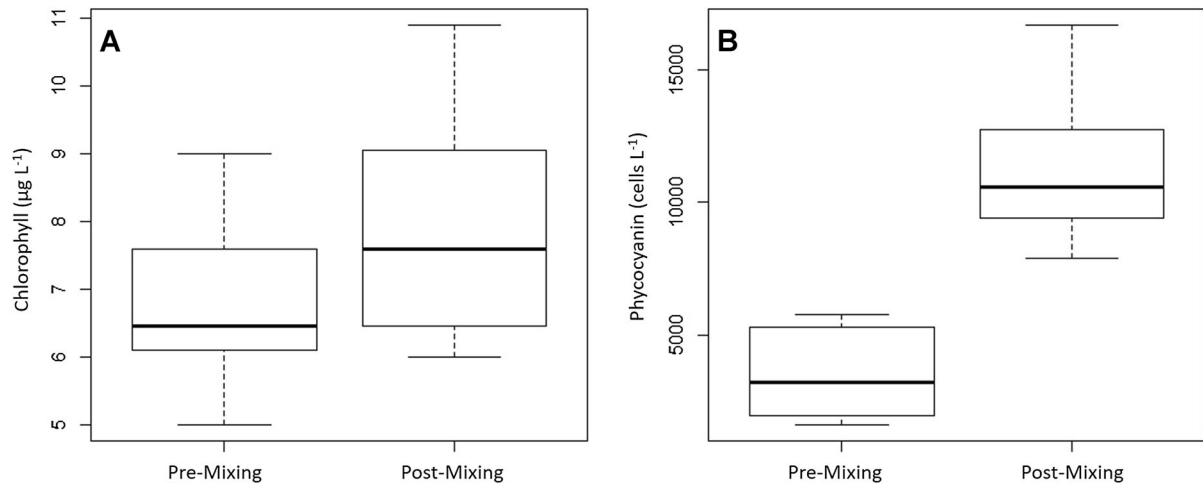 A
Chlorophyll (µg L-1)
11
10
9
8
7
6
5
Pre-Mixing
Post-Mixing
B
Phycocyanin (cells L-1)
15000
10000
5000
Pre-Mixing
Post-Mixing